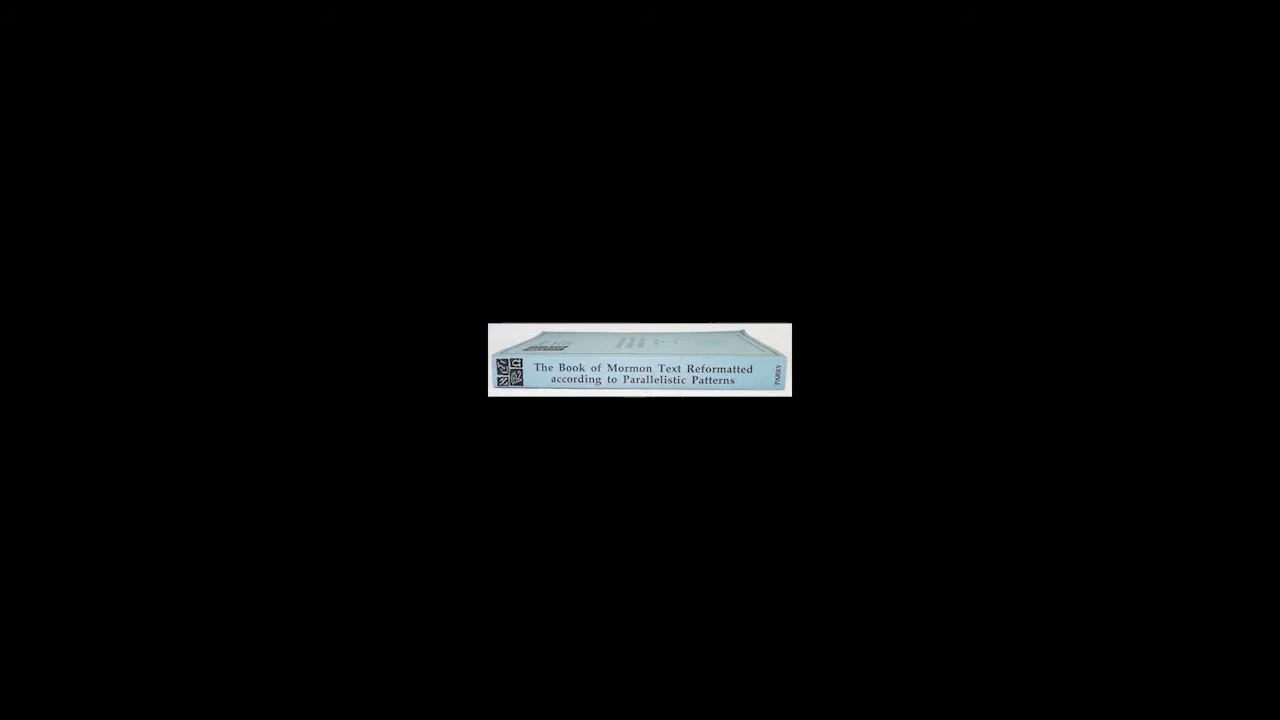 The Book of Mormon Text Reformatted
according to Parallelistic Patterns
PARRY